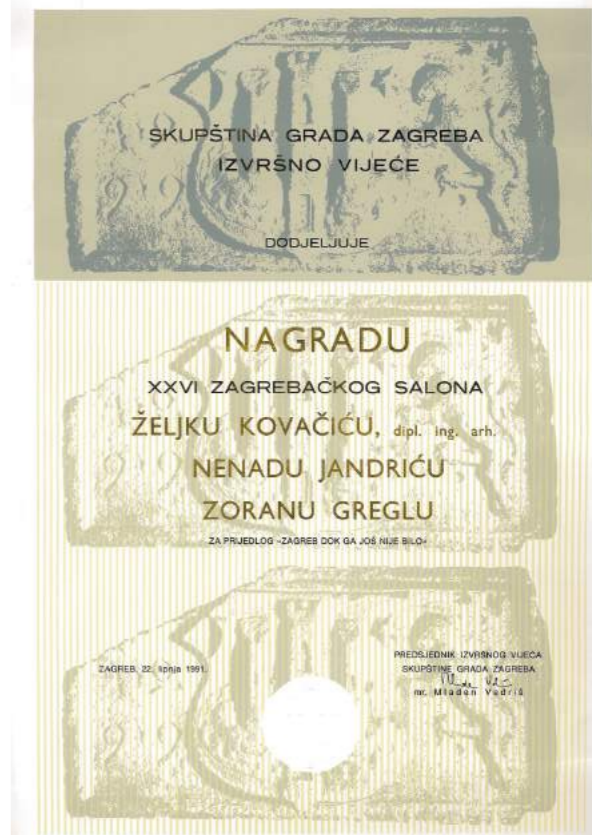 SKUPŠTINA GRADA ZAGREBA
IZVRŠNO VIJEĆE
DODJELJUJE
NAGRADU
XXVI ZAGREBAČKOG SALONA
ŽELJKU KOVAČIĆU, dipl. ing. arh.
NENADU JANDRIĆU
ZORANU GREGLU
ZA PRIJEDLOG »ZAGREB DOK GA JOŠ NIJE BILO«
ZAGREB, 22. lipnja 1991.
PREDSJEDNIK IZVRŠNOG VIJEĆA
SKUPŠTINE GRADA ZAGREBA
mr. Mladen Vedriš